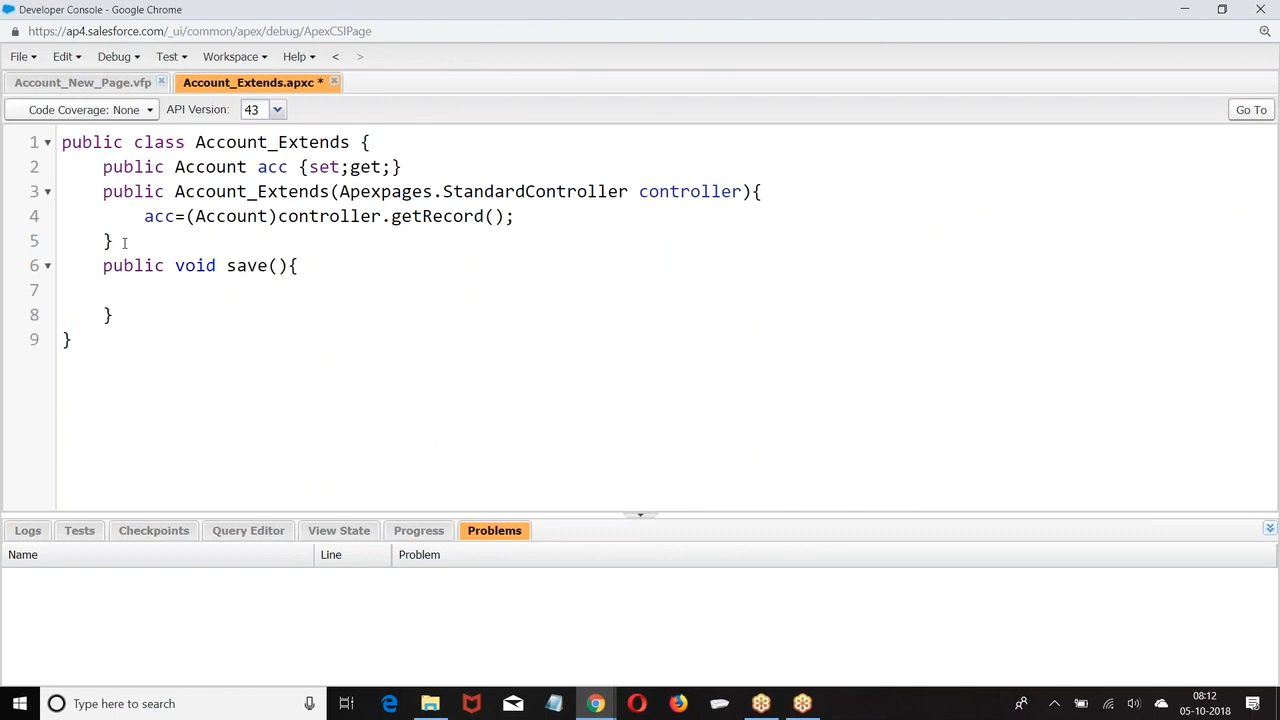 Developer Console - Google Chrome
https://ap4.salesforce.com/_ui/common/apex/debug/ApexCSIPage
File Edit Debug Test Workspace Help < >
Account_New_Page.vfp Account_Extends.apxc *
Code Coverage: None API Version: 43 Go To
1 public class Account_Extends {
2 public Account acc {set;get;}
3 public Account_Extends(Apexpages.StandardController controller){
4 acc=(Account)controller.getRecord();
5 }
6 public void save(){
7
8 }
9 }
Logs Tests Checkpoints Query Editor View State Progress Problems
Name Line Problem
Type here to search
08:12
05-10-2018